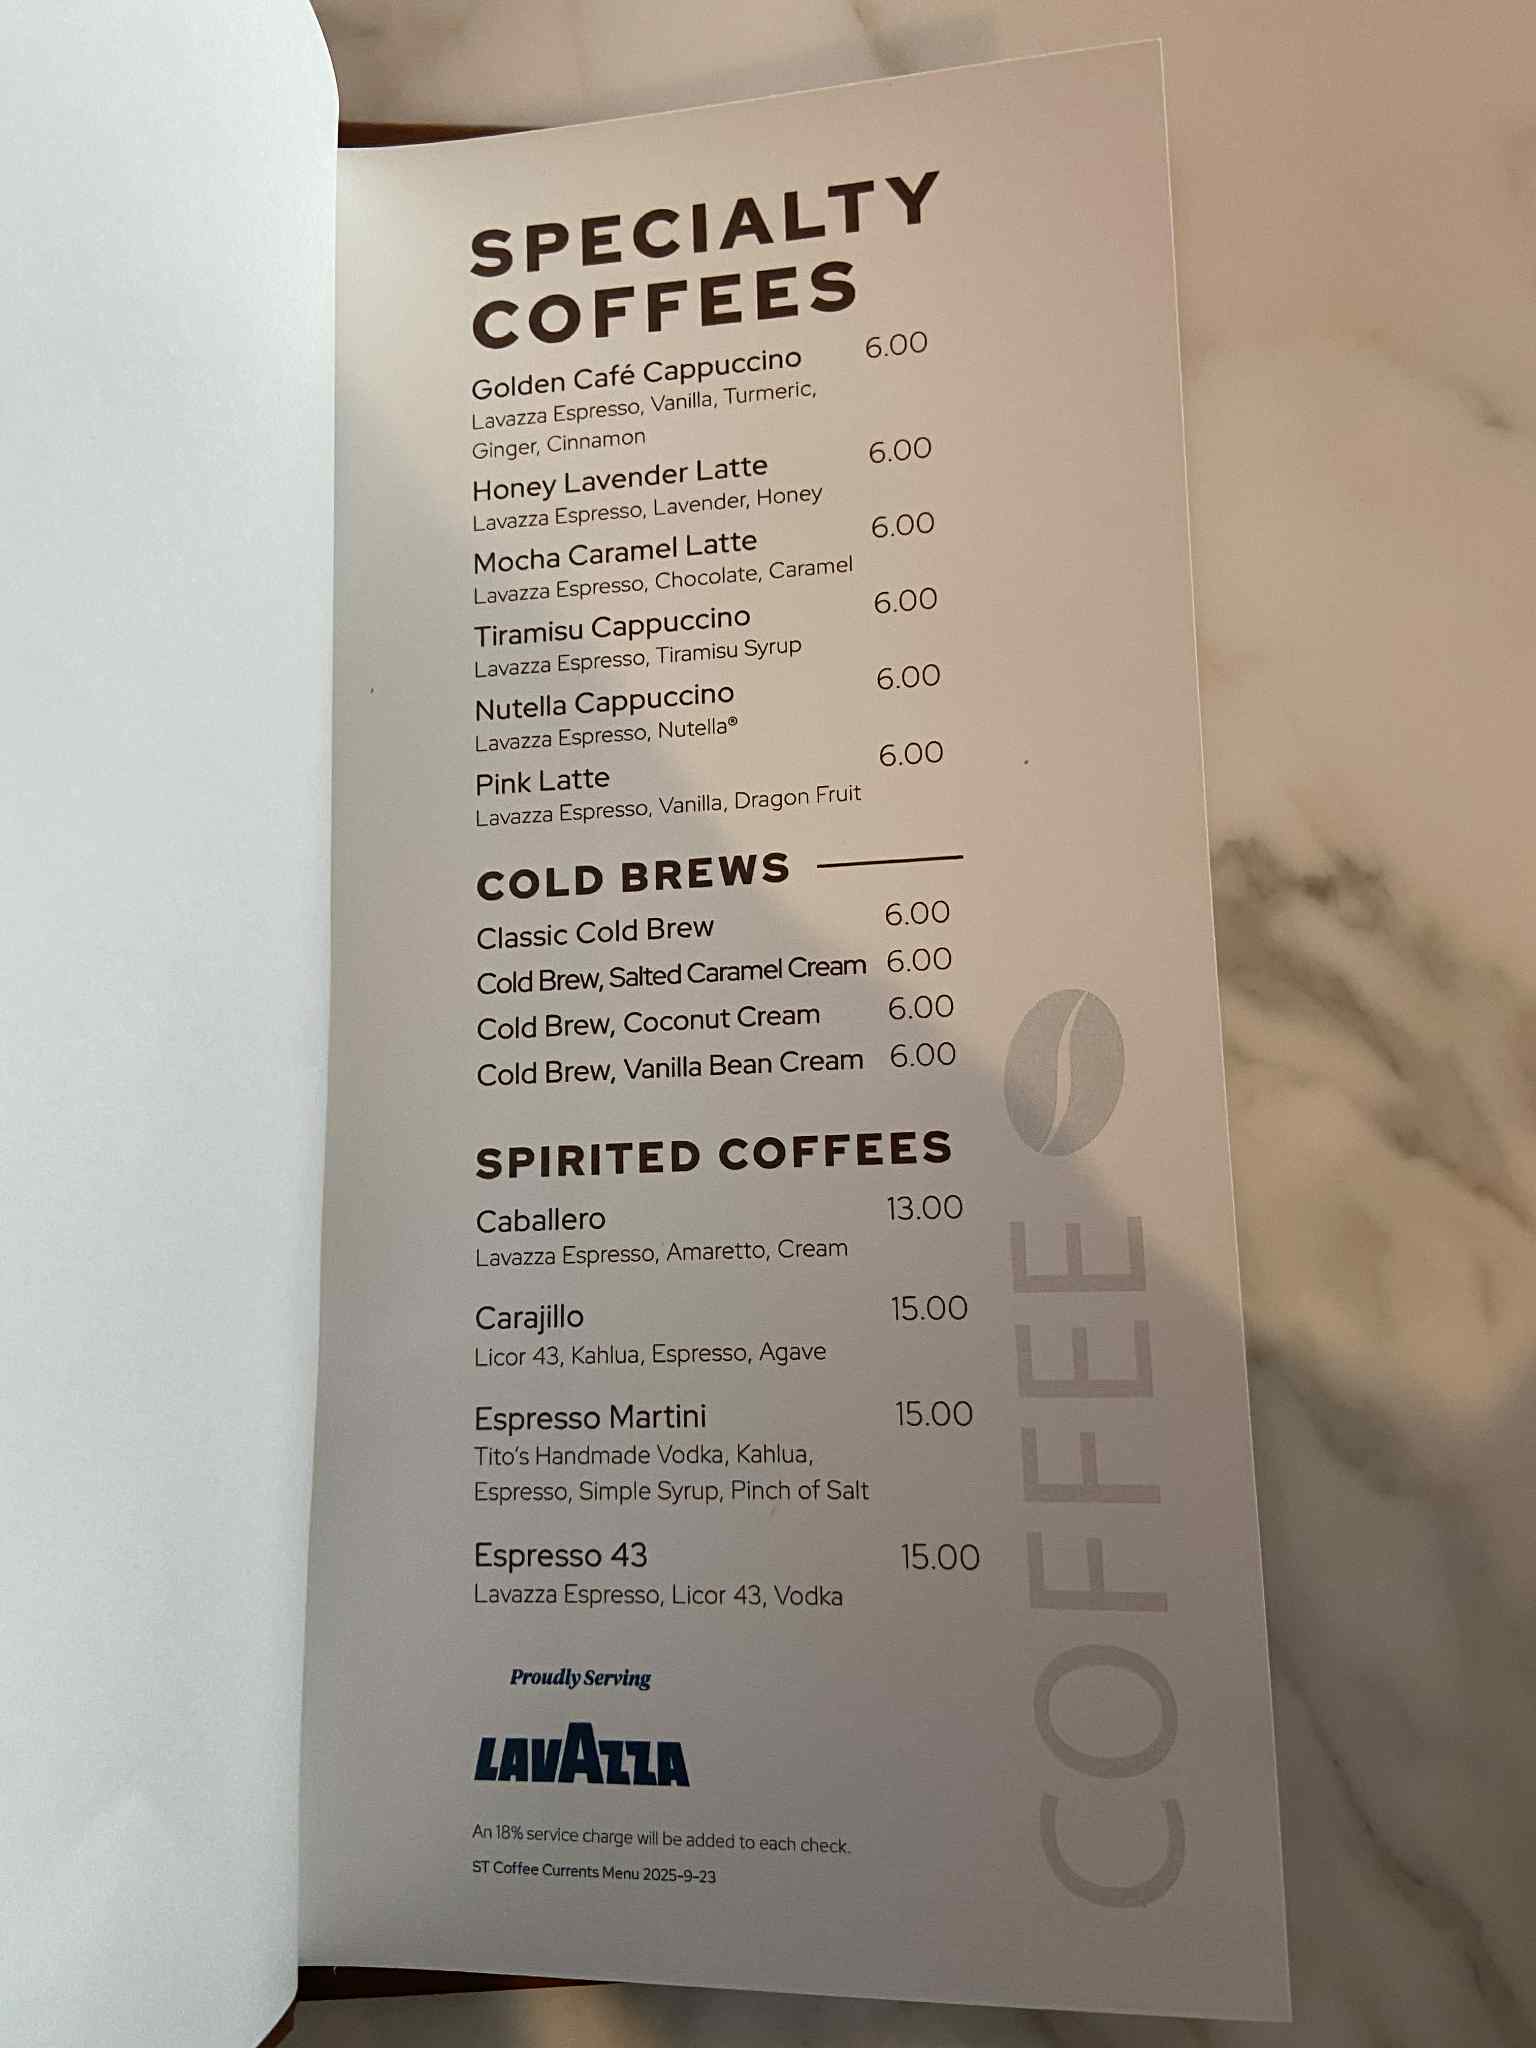 SPECIALTY
COFFEES
Golden Café Cappuccino 6.00
Lavazza Espresso, Vanilla, Turmeric,
Ginger, Cinnamon
Honey Lavender Latte 6.00
Lavazza Espresso, Lavender, Honey
Mocha Caramel Latte 6.00
Lavazza Espresso, Chocolate, Caramel
Tiramisu Cappuccino 6.00
Lavazza Espresso, Tiramisu Syrup
Nutella Cappuccino 6.00
Lavazza Espresso, Nutella®
Pink Latte 6.00
Lavazza Espresso, Vanilla, Dragon Fruit
COLD BREWS
Classic Cold Brew 6.00
Cold Brew, Salted Caramel Cream 6.00
Cold Brew, Coconut Cream 6.00
Cold Brew, Vanilla Bean Cream 6.00
SPIRITED COFFEES
Caballero 13.00
Lavazza Espresso, Amaretto, Cream
Carajillo 15.00
Licor 43, Kahlua, Espresso, Agave
Espresso Martini 15.00
Tito's Handmade Vodka, Kahlua,
Espresso, Simple Syrup, Pinch of Salt
Espresso 43 15.00
Lavazza Espresso, Licor 43, Vodka
Proudly Serving
LAVAZZA
An 18% service charge will be added to each check.
ST Coffee Currents Menu 2025-9-23
COFFEE